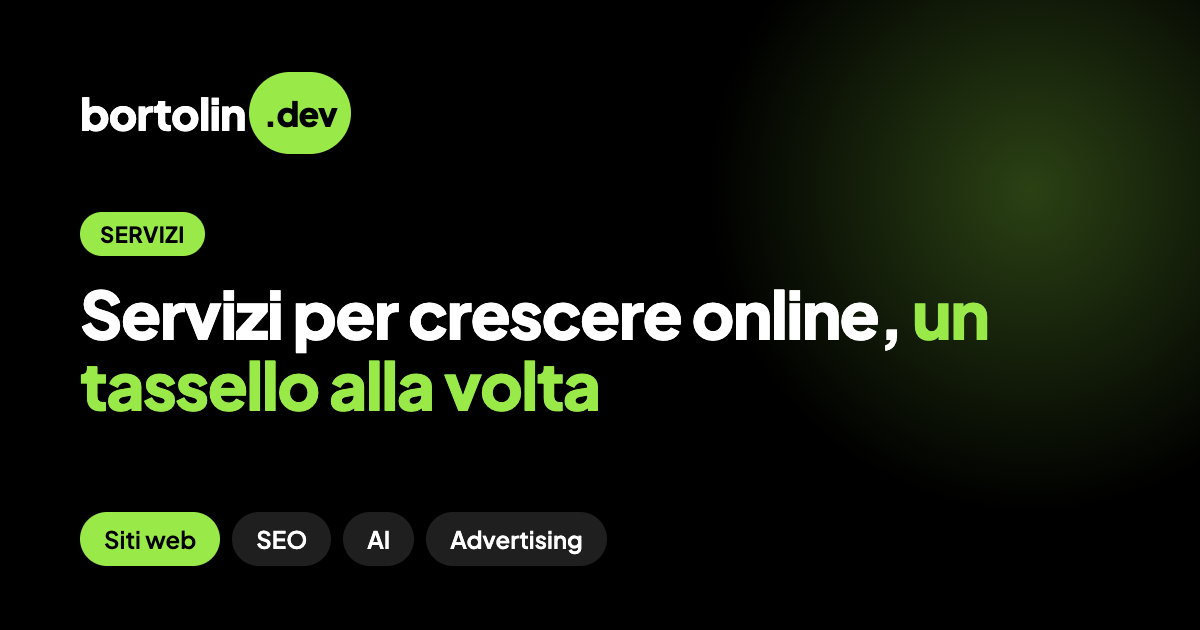 bortolin .dev
SERVIZI
Servizi per crescere online, un
tassello alla volta
Siti web SEO AI Advertising